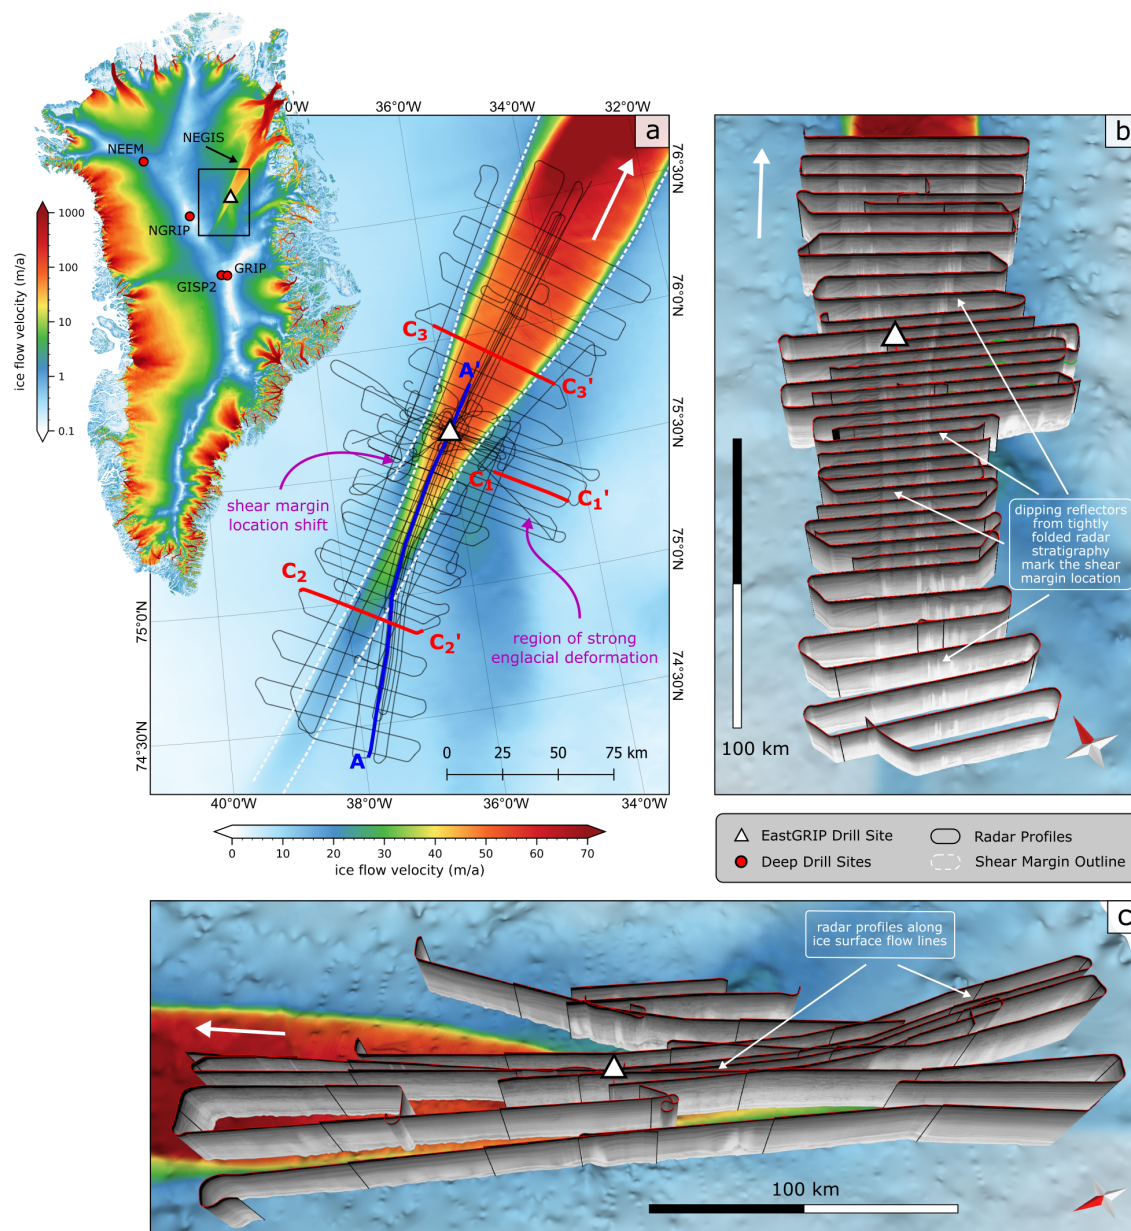 NEGIS
NEEM
NGRIP
GRIP
GISP2
1000
100
10
1
0.1
ice flow velocity (m/a)
0°W
36°0'W
34°0'W
32°0'W
a
76°30'N
76°0'N
75°30'N
75°0'N
74°30'N
75°0'N
74°30'N
C3
C3'
A'
C1
C1'
shear margin
location shift
C2
C2'
region of strong
englacial deformation
A
0
25
50
75 km
40°0'W
38°0'W
36°0'W
34°0'W
0
10
20
30
40
50
60
70
ice flow velocity (m/a)
b
dipping reflectors
from tightly
folded radar
stratigraphy
mark the shear
margin location
100 km
EastGRIP Drill Site
Radar Profiles
Deep Drill Sites
Shear Margin Outline
c
radar profiles along
ice surface flow lines
100 km